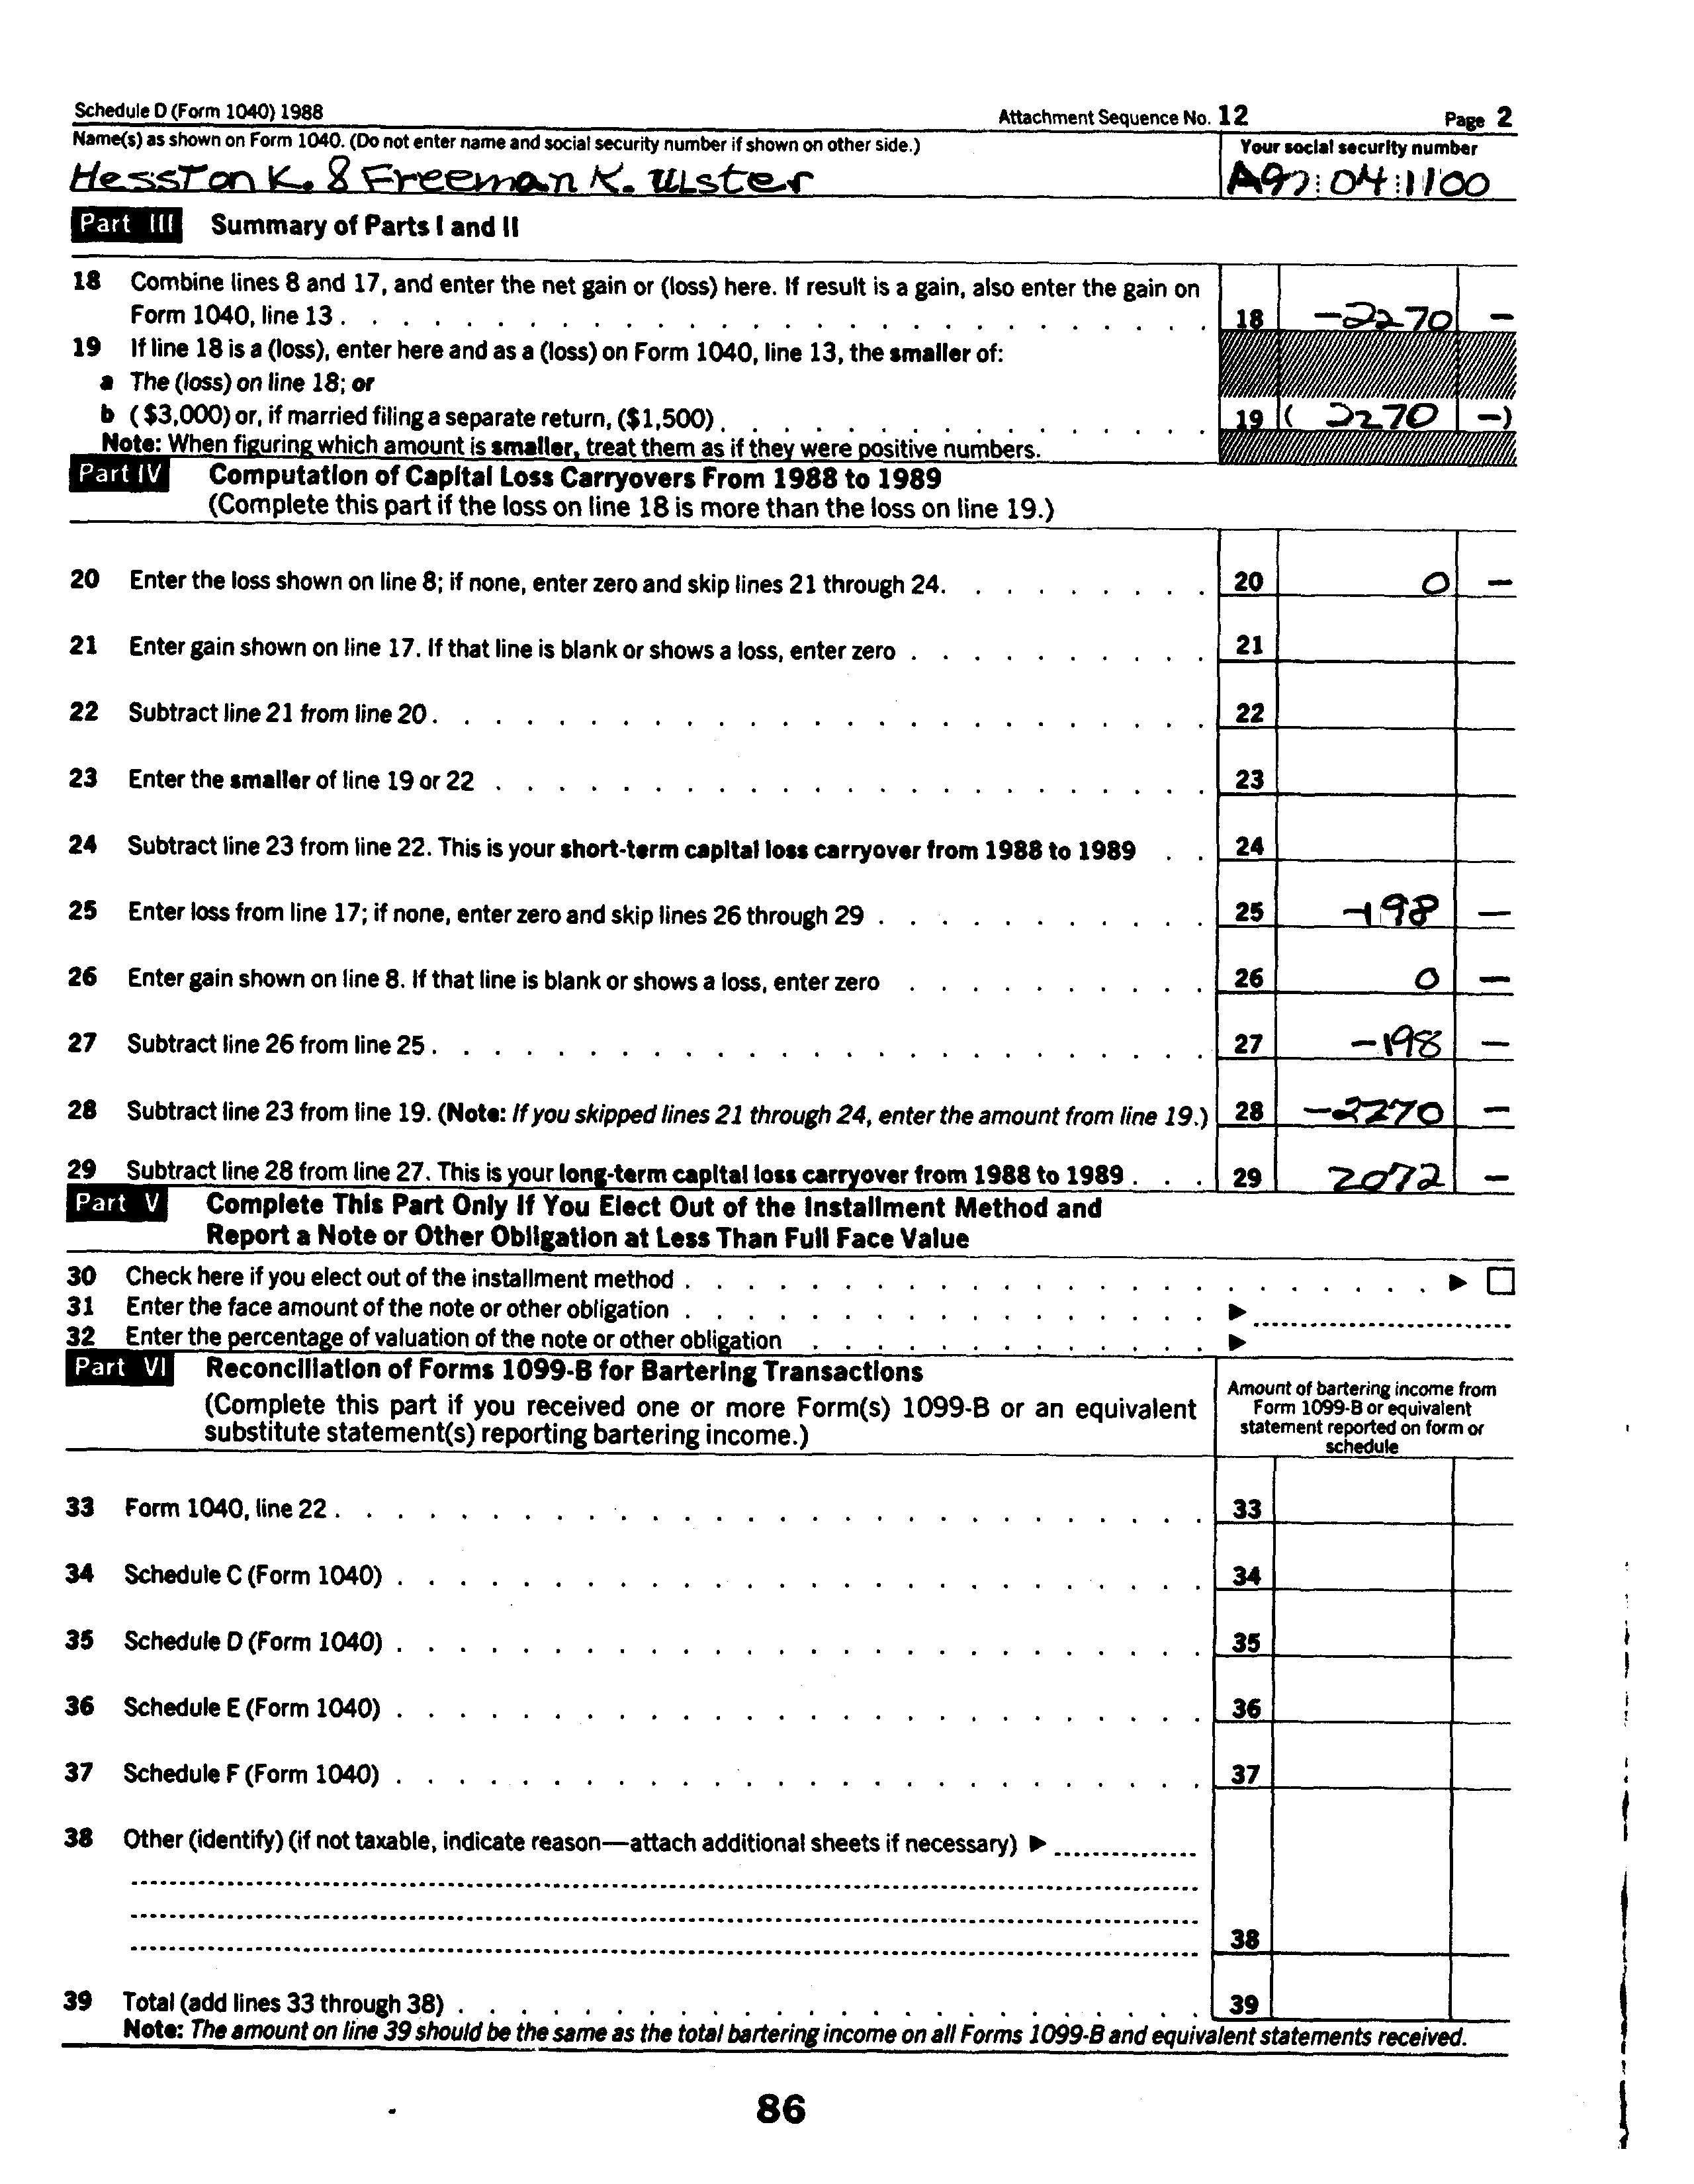 Schedule D (Form 1040) 1988 Attachment Sequence No. 12 Page 2
Name(s) as shown on Form 1040. (Do not enter name and social security number if shown on other side.) Your social security number
Hesston K. & Freeman K. Ulster A97:04:1100
Part III Summary of Parts I and II
18 Combine lines 8 and 17, and enter the net gain or (loss) here. If result is a gain, also enter the gain on
Form 1040, line 13 . . . 18 -2270 -
19 If line 18 is a (loss), enter here and as a (loss) on Form 1040, line 13, the smaller of:
a The (loss) on line 18; or
b ($3,000) or, if married filing a separate return, ($1,500) . . . 19 ( 2270 -)
Note: When figuring which amount is smaller, treat them as if they were positive numbers.
Part IV Computation of Capital Loss Carryovers From 1988 to 1989
(Complete this part if the loss on line 18 is more than the loss on line 19.)
20 Enter the loss shown on line 8; if none, enter zero and skip lines 21 through 24. . . . 20 0 -
21 Enter gain shown on line 17. If that line is blank or shows a loss, enter zero . . . 21
22 Subtract line 21 from line 20 . . . 22
23 Enter the smaller of line 19 or 22 . . . 23
24 Subtract line 23 from line 22. This is your short-term capital loss carryover from 1988 to 1989 . . 24
25 Enter loss from line 17; if none, enter zero and skip lines 26 through 29 . . . 25 -198 -
26 Enter gain shown on line 8. If that line is blank or shows a loss, enter zero . . . 26 0 -
27 Subtract line 26 from line 25 . . . 27 -198 -
28 Subtract line 23 from line 19. (Note: If you skipped lines 21 through 24, enter the amount from line 19.) 28 -2270 -
29 Subtract line 28 from line 27. This is your long-term capital loss carryover from 1988 to 1989 . . . 29 2072 -
Part V Complete This Part Only If You Elect Out of the Installment Method and
Report a Note or Other Obligation at Less Than Full Face Value
30 Check here if you elect out of the installment method . . . ▶ ☐
31 Enter the face amount of the note or other obligation . . . ▶
32 Enter the percentage of valuation of the note or other obligation . . . ▶
Part VI Reconciliation of Forms 1099-B for Bartering Transactions
(Complete this part if you received one or more Form(s) 1099-B or an equivalent
substitute statement(s) reporting bartering income.)
Amount of bartering income from
Form 1099-B or equivalent
statement reported on form or
schedule
33 Form 1040, line 22 . . . 33
34 Schedule C (Form 1040) . . . 34
35 Schedule D (Form 1040) . . . 35
36 Schedule E (Form 1040) . . . 36
37 Schedule F (Form 1040) . . . 37
38 Other (identify) (if not taxable, indicate reason—attach additional sheets if necessary) ▶
38
39 Total (add lines 33 through 38) . . . 39
Note: The amount on line 39 should be the same as the total bartering income on all Forms 1099-B and equivalent statements received.
86